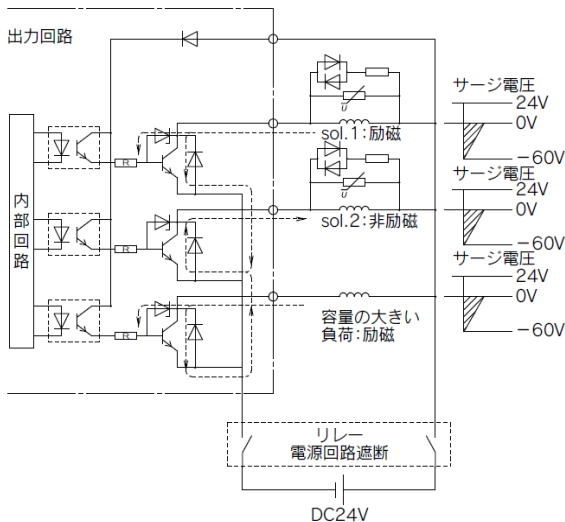 出力回路
サージ電圧
24V
0V
−60V
sol.1：励磁
u
R
サージ電圧
24V
0V
−60V
sol.2：非励磁
u
R
内部回路
サージ電圧
24V
0V
−60V
容量の大きい
負荷：励磁
R
リレー
電源回路遮断
DC24V